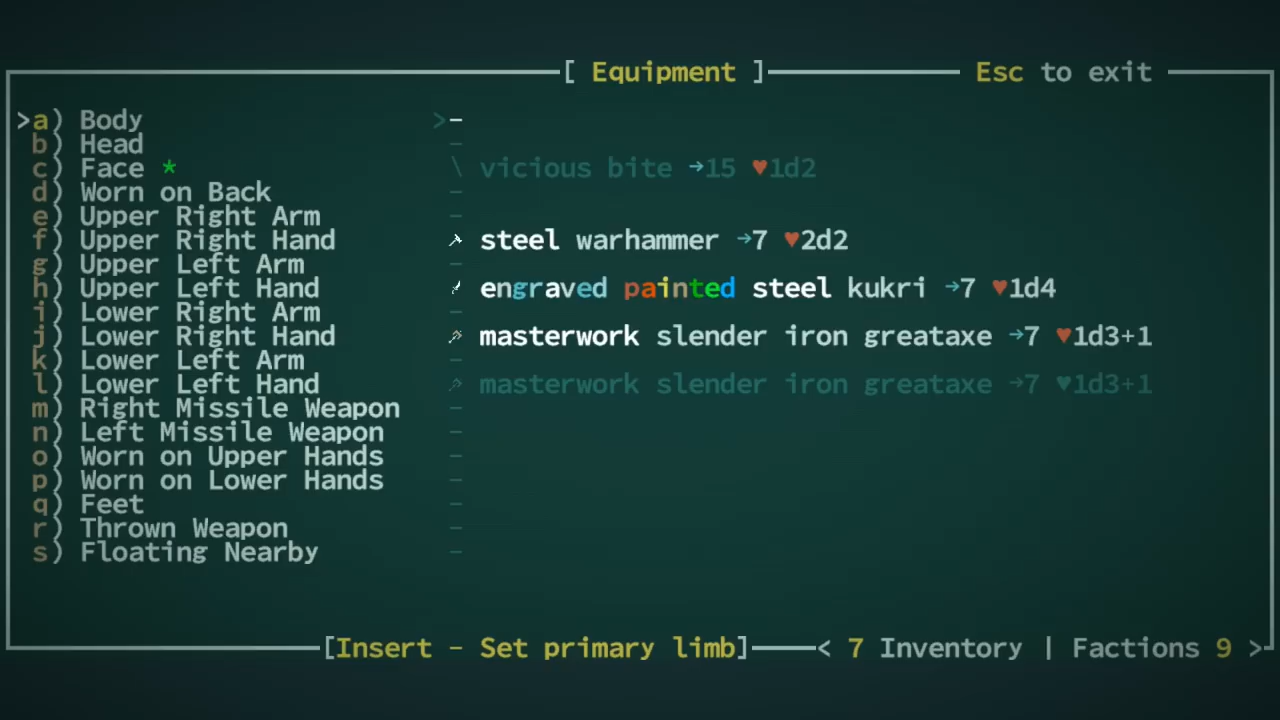 [ Equipment ] Esc to exit
>a) Body >-
b) Head -
c) Face * \ vicious bite →15 ♥1d2
d) Worn on Back -
e) Upper Right Arm -
f) Upper Right Hand steel warhammer →7 ♥2d2
g) Upper Left Arm -
h) Upper Left Hand engraved painted steel kukri →7 ♥1d4
i) Lower Right Arm -
j) Lower Right Hand masterwork slender iron greataxe →7 ♥1d3+1
k) Lower Left Arm -
l) Lower Left Hand masterwork slender iron greataxe →7 ♥1d3+1
m) Right Missile Weapon -
n) Left Missile Weapon -
o) Worn on Upper Hands -
p) Worn on Lower Hands -
q) Feet -
r) Thrown Weapon -
s) Floating Nearby -
[Insert - Set primary limb] < 7 Inventory | Factions 9 >